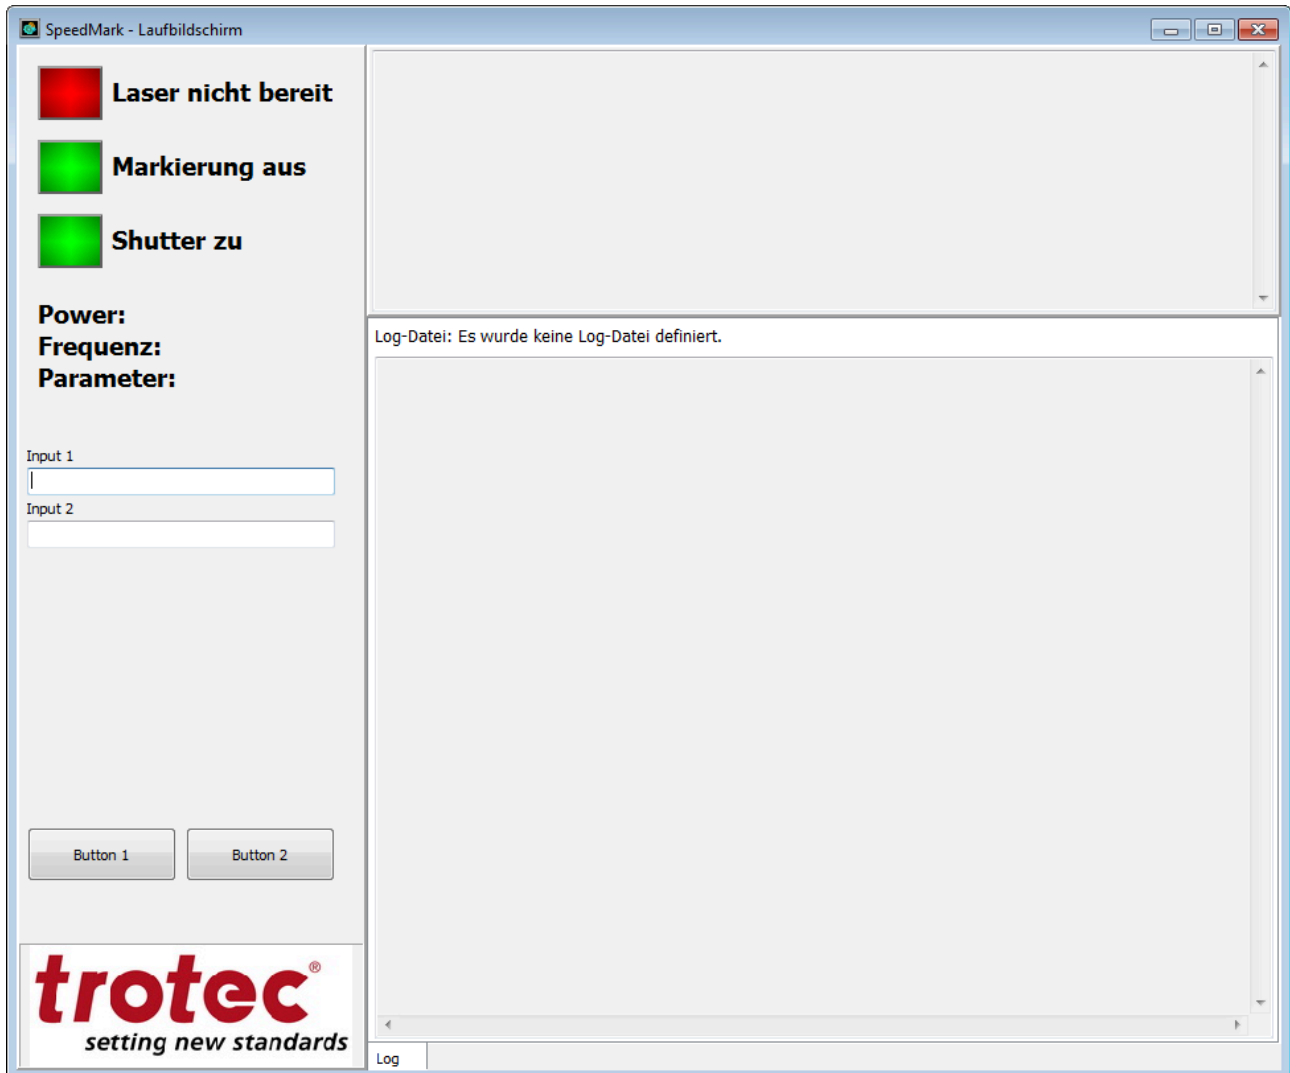 SpeedMark - Laufbildschirm
Laser nicht bereit
Markierung aus
Shutter zu
Power:
Frequenz:
Parameter:
Input 1
Input 2
Button 1
Button 2
trotec®
setting new standards
Log-Datei: Es wurde keine Log-Datei definiert.
Log